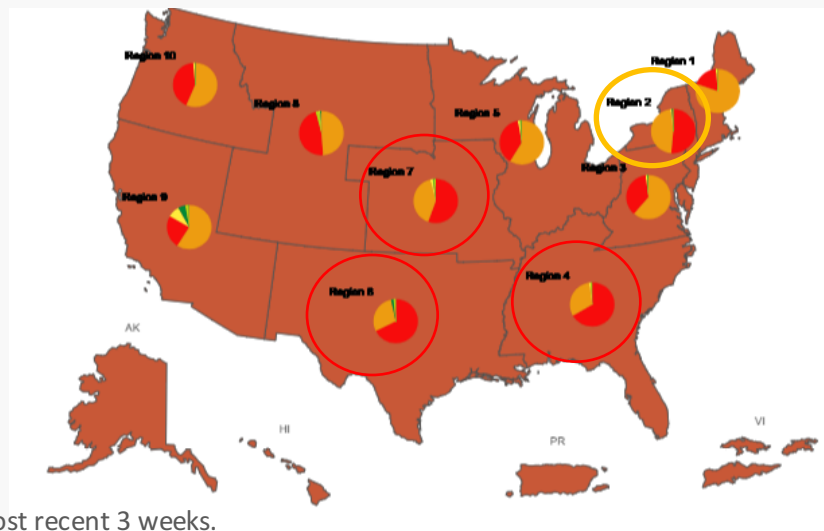 Region 1
Region 10
Region 8
Region 2
Region 5
Region 7
Region 3
Region 9
Region 4
Region 6
AK
HI
PR
VI
ost recent 3 weeks.